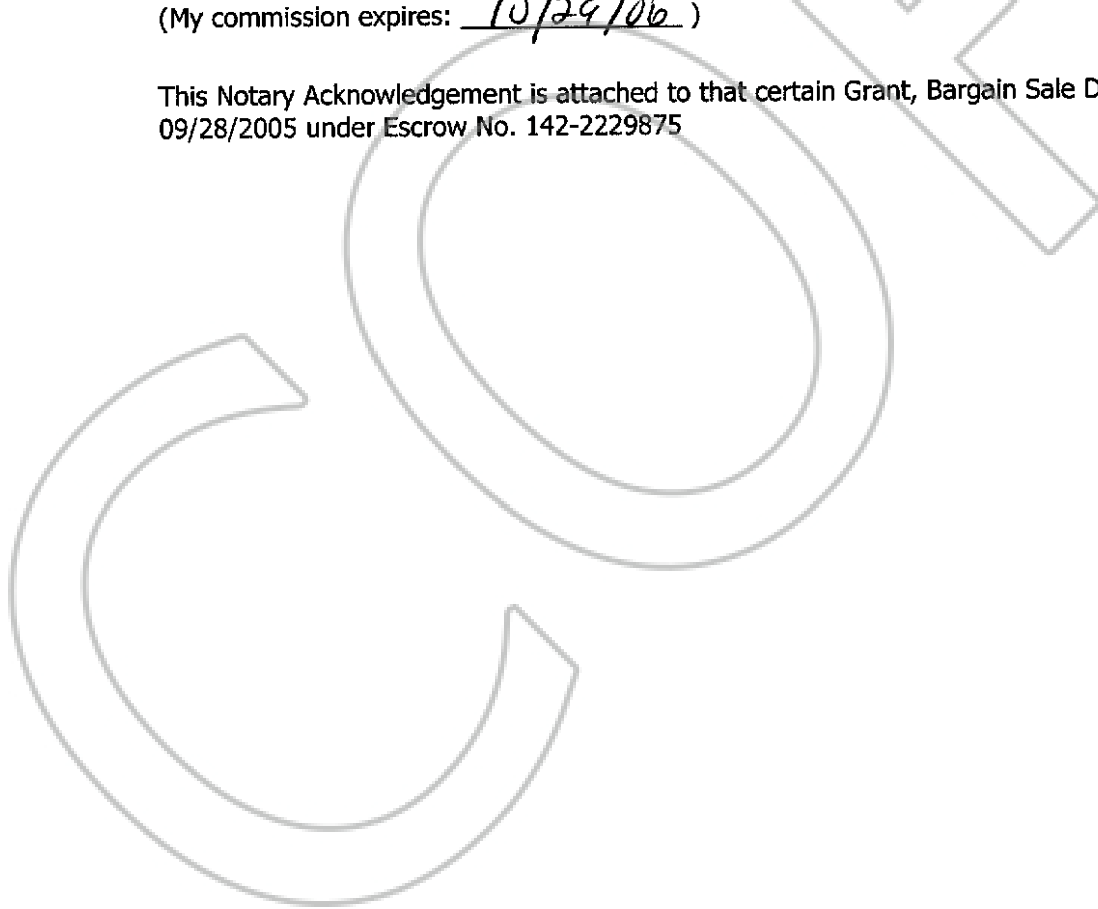 (My commission expires: 10/29/06 )
This Notary Acknowledgement is attached to that certain Grant, Bargain Sale D
09/28/2005 under Escrow No. 142-2229875
COP